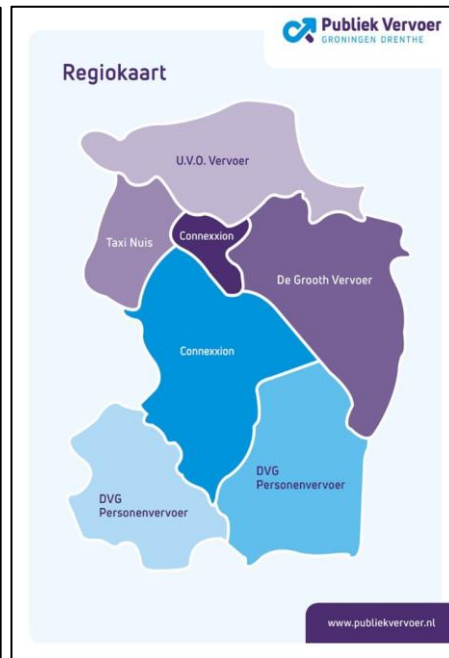 Publiek Vervoer
GRONINGEN DRENTHE
Regiokaart
U.V.O. Vervoer
Taxi Nuis
Connexxion
De Grooth Vervoer
Connexxion
DVG
Personenvervoer
DVG
Personenvervoer
www.publiekvervoer.nl